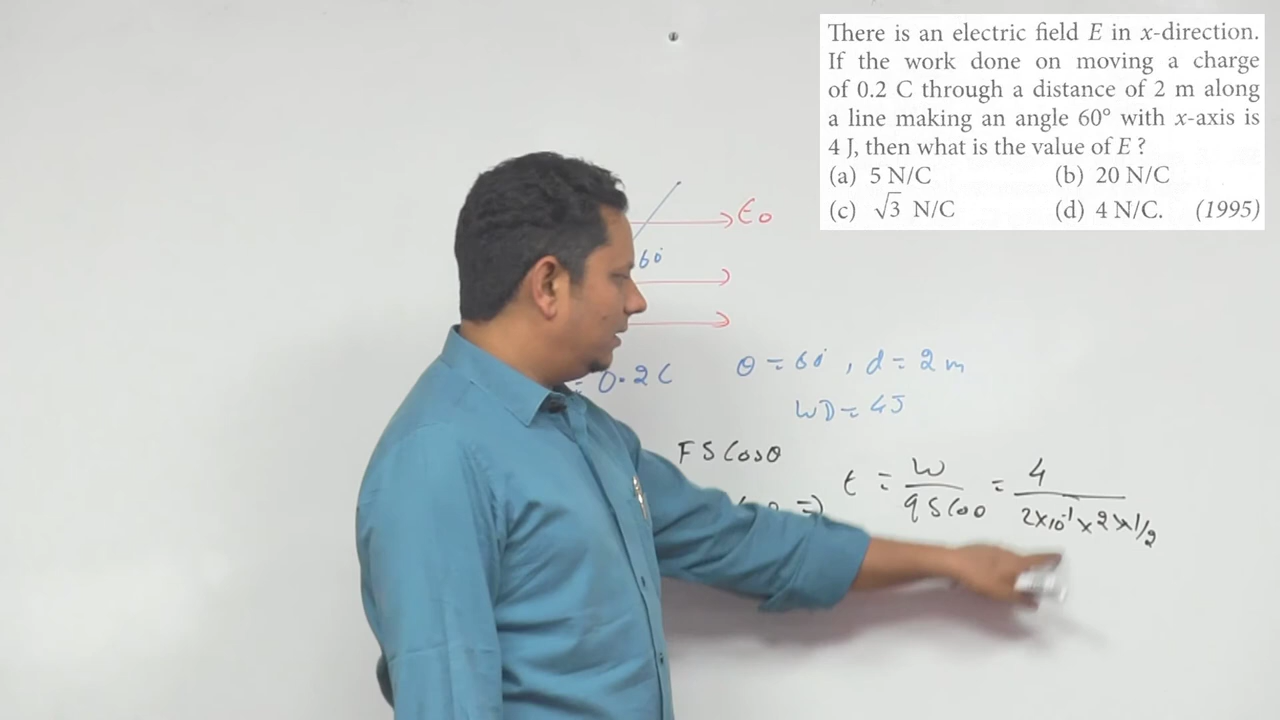 There is an electric field E in x-direction.
If the work done on moving a charge
of 0.2 C through a distance of 2 m along
a line making an angle 60° with x-axis is
4 J, then what is the value of E ?
(a) 5 N/C (b) 20 N/C
(c) √3 N/C (d) 4 N/C. (1995)
E₀
60°
= 0.2C θ = 60°, d = 2 m
WD = 4J
FS Cosθ
E = W / qS Cosθ = 4 / 2×10⁻¹×2×1/2